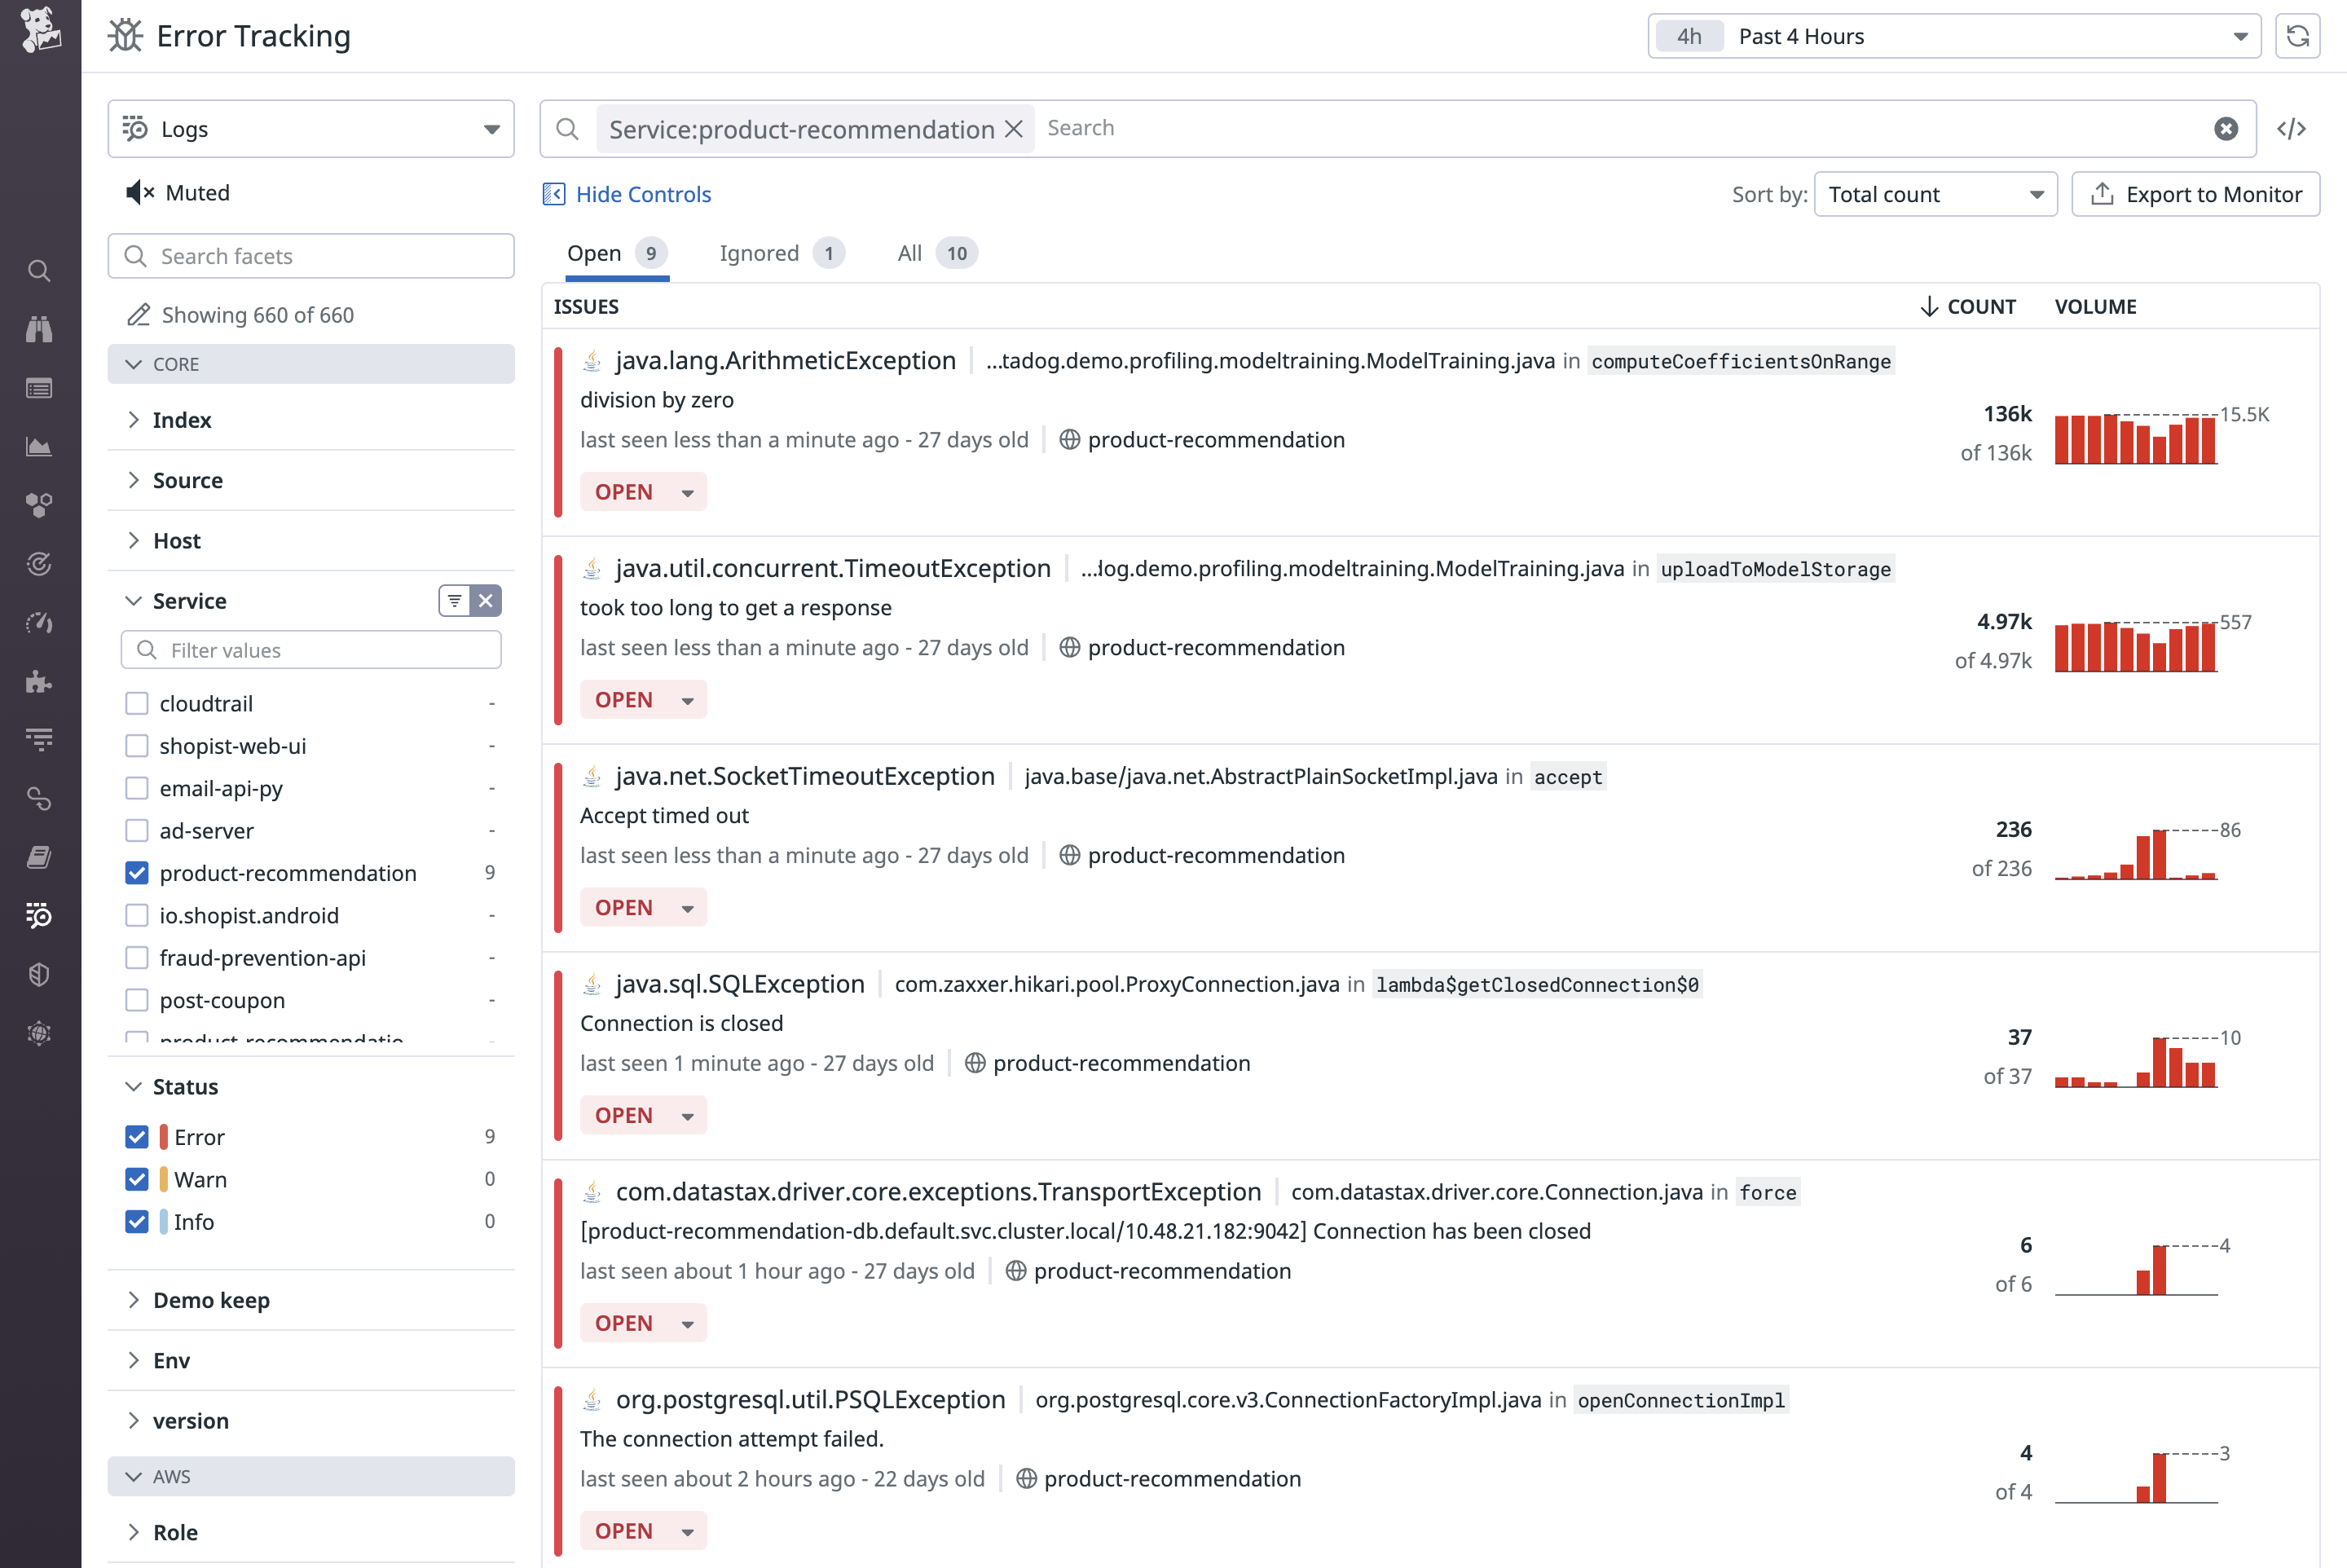 Error Tracking
4h Past 4 Hours
Logs
Service:product-recommendation Search
Muted
Hide Controls
Sort by: Total count
Export to Monitor
Search facets
Open 9 Ignored 1 All 10
Showing 660 of 660
CORE
Index
Source
Host
Service
Filter values
cloudtrail -
shopist-web-ui -
email-api-py -
ad-server -
product-recommendation 9
io.shopist.android -
fraud-prevention-api -
post-coupon -
Status
Error 9
Warn 0
Info 0
Demo keep
Env
version
AWS
Role
ISSUES COUNT VOLUME
java.lang.ArithmeticException ...tadog.demo.profiling.modeltraining.ModelTraining.java in computeCoefficientsOnRange
division by zero
last seen less than a minute ago - 27 days old product-recommendation
OPEN
136k
of 136k
15.5K
java.util.concurrent.TimeoutException ...log.demo.profiling.modeltraining.ModelTraining.java in uploadToModelStorage
took too long to get a response
last seen less than a minute ago - 27 days old product-recommendation
OPEN
4.97k
of 4.97k
557
java.net.SocketTimeoutException java.base/java.net.AbstractPlainSocketImpl.java in accept
Accept timed out
last seen less than a minute ago - 27 days old product-recommendation
OPEN
236
of 236
86
java.sql.SQLException com.zaxxer.hikari.pool.ProxyConnection.java in lambda$getClosedConnection$0
Connection is closed
last seen 1 minute ago - 27 days old product-recommendation
OPEN
37
of 37
10
com.datastax.driver.core.exceptions.TransportException com.datastax.driver.core.Connection.java in force
[product-recommendation-db.default.svc.cluster.local/10.48.21.182:9042] Connection has been closed
last seen about 1 hour ago - 27 days old product-recommendation
OPEN
6
of 6
4
org.postgresql.util.PSQLException org.postgresql.core.v3.ConnectionFactoryImpl.java in openConnectionImpl
The connection attempt failed.
last seen about 2 hours ago - 22 days old product-recommendation
OPEN
4
of 4
3